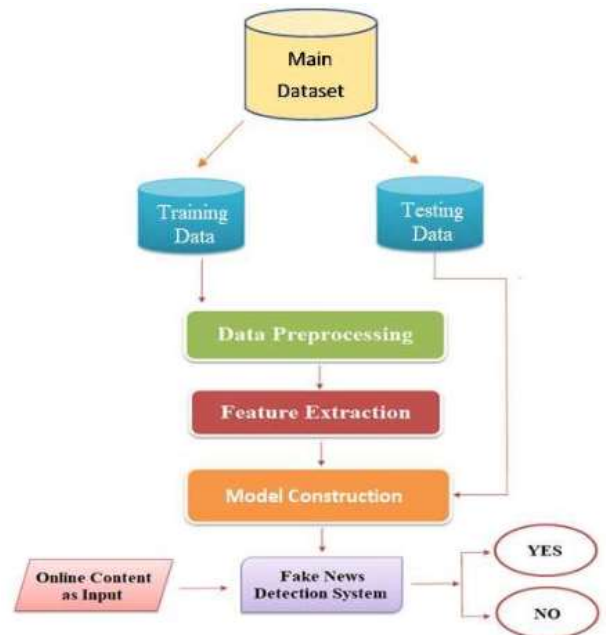 Main
Dataset
Training
Data
Testing
Data
Data Preprocessing
Feature Extraction
Model Construction
Online Content
as Input
Fake News
Detection System
YES
NO